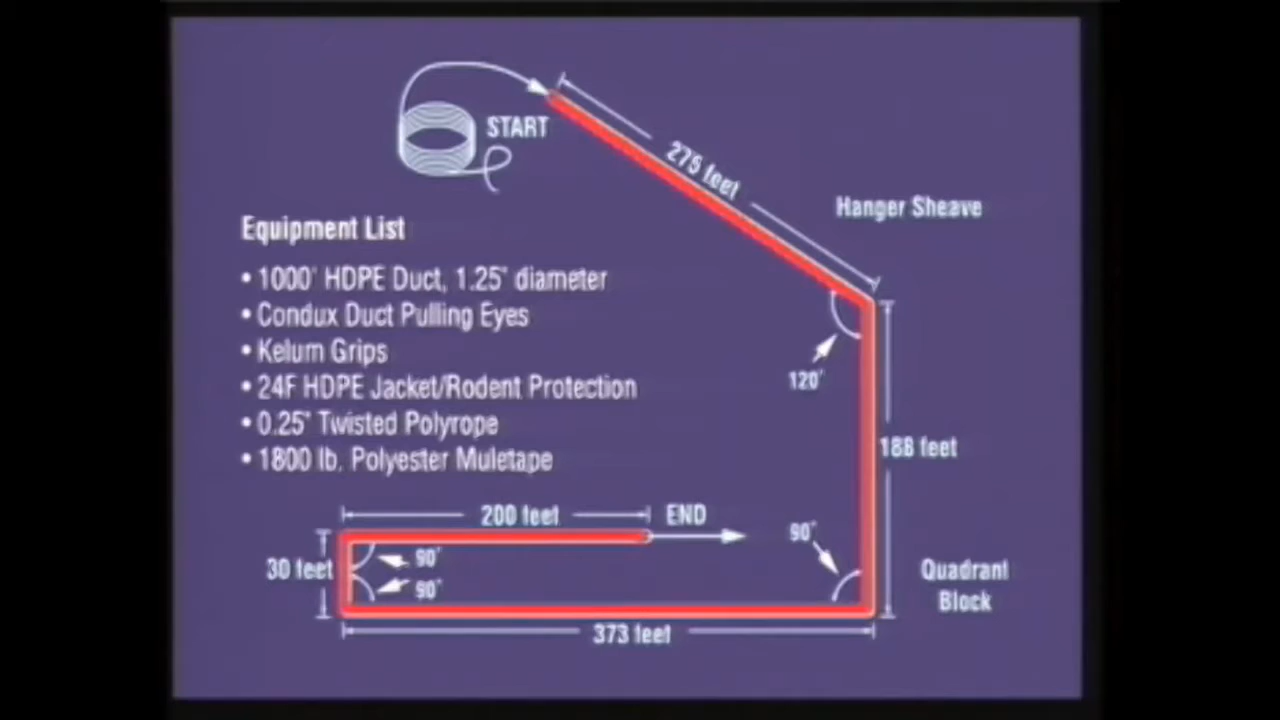 START
275 feet
Hanger Sheave
Equipment List
• 1000' HDPE Duct, 1.25" diameter
• Condux Duct Pulling Eyes
• Kelum Grips
• 24F HDPE Jacket/Rodent Protection
• 0.25" Twisted Polyrope
• 1800 lb. Polyester Muletape
120°
188 feet
200 feet
END
90°
30 feet
90°
90°
Quadrant
Block
373 feet